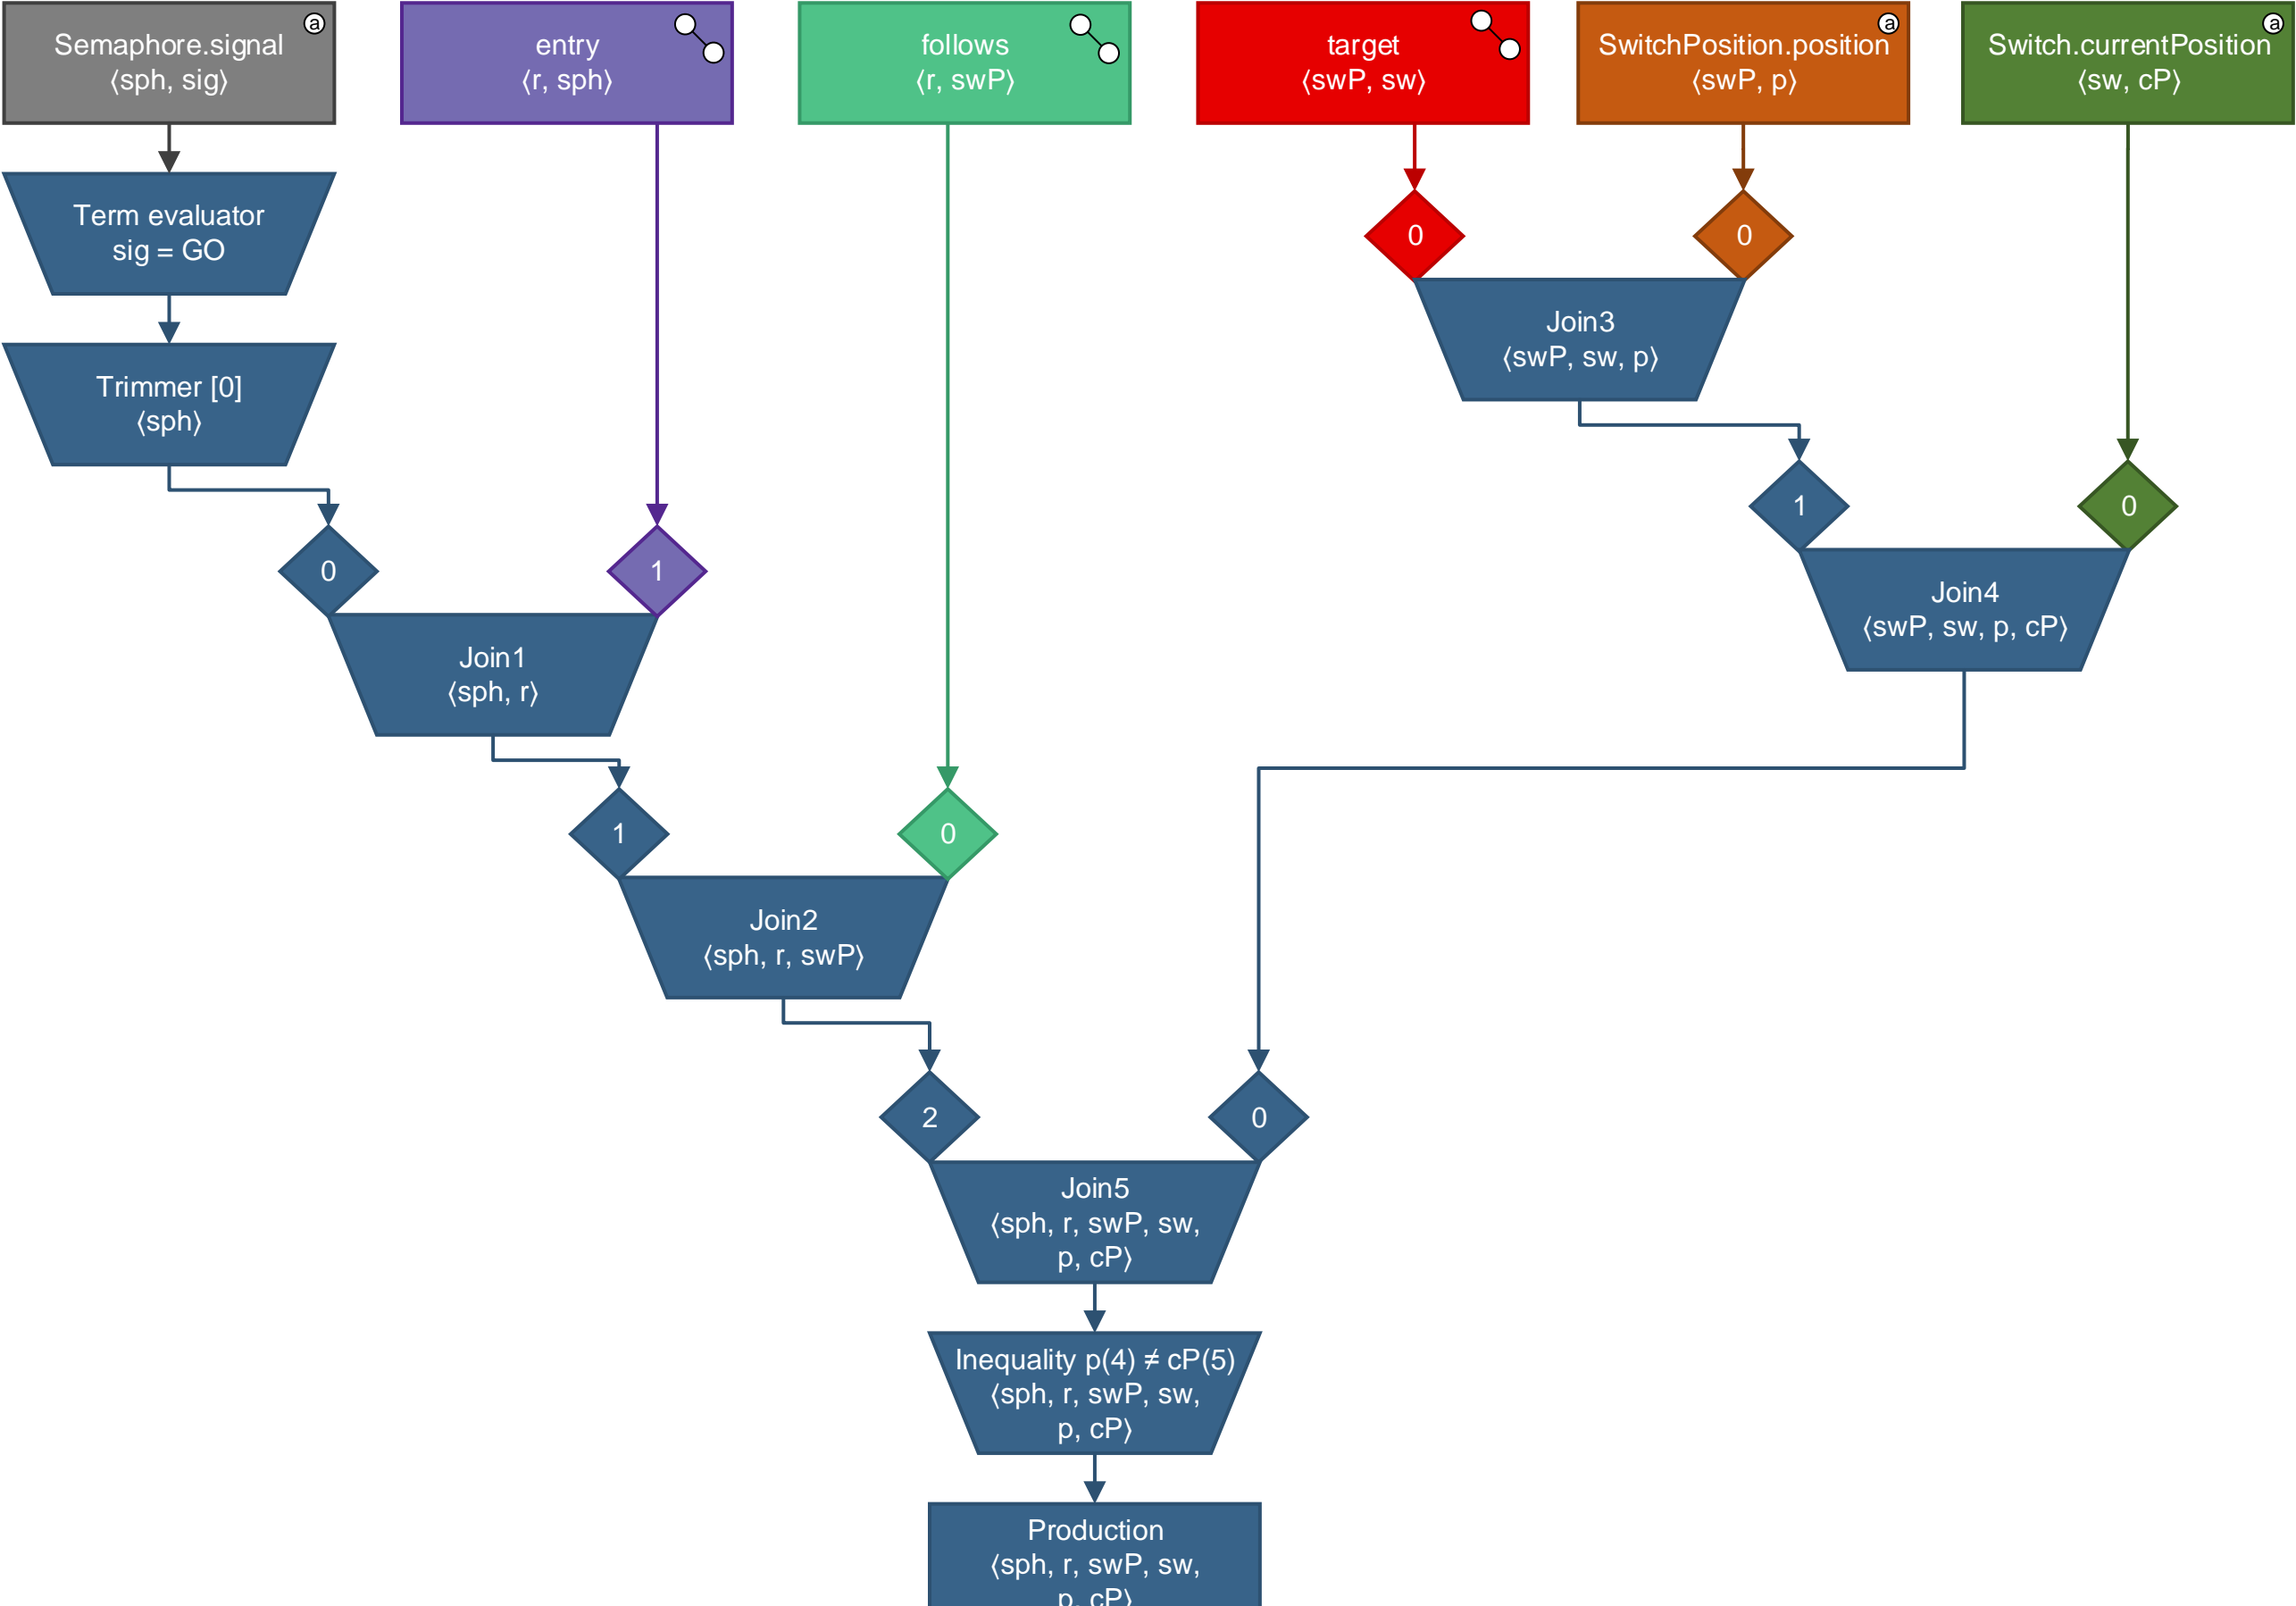 Semaphore.signal
⟨sph, sig⟩
a
entry
⟨r, sph⟩
follows
⟨r, swP⟩
target
⟨swP, sw⟩
SwitchPosition.position
⟨swP, p⟩
a
Switch.currentPosition
⟨sw, cP⟩
a
Term evaluator
sig = GO
0
0
Join3
⟨swP, sw, p⟩
Trimmer [0]
⟨sph⟩
1
0
0
1
Join4
⟨swP, sw, p, cP⟩
Join1
⟨sph, r⟩
1
0
Join2
⟨sph, r, swP⟩
2
0
Join5
⟨sph, r, swP, sw,
p, cP⟩
Inequality p(4) ≠ cP(5)
⟨sph, r, swP, sw,
p, cP⟩
Production
⟨sph, r, swP, sw,
p, cP⟩